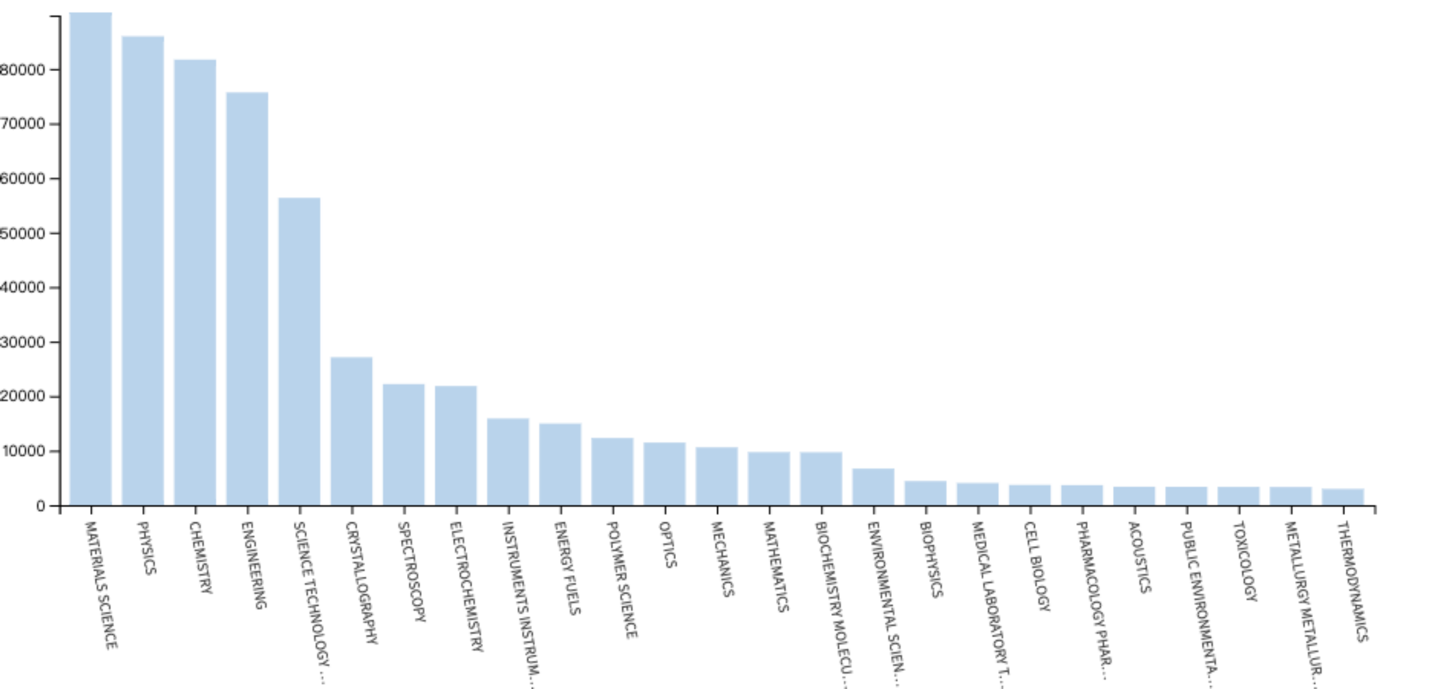 80000
70000
60000
50000
40000
30000
20000
10000
0
MATERIALS SCIENCE
PHYSICS
CHEMISTRY
ENGINEERING
SCIENCE TECHNOLOGY ...
CRYSTALLOGRAPHY
SPECTROSCOPY
ELECTROCHEMISTRY
INSTRUMENTS INSTRUM...
ENERGY FUELS
POLYMER SCIENCE
OPTICS
MECHANICS
MATHEMATICS
BIOCHEMISTRY MOLECU...
ENVIRONMENTAL SCIEN...
BIOPHYSICS
MEDICAL LABORATORY T...
CELL BIOLOGY
PHARMACOLOGY PHAR...
ACOUSTICS
PUBLIC ENVIRONMENTA...
TOXICOLOGY
METALLURGY METALLUR...
THERMODYNAMICS